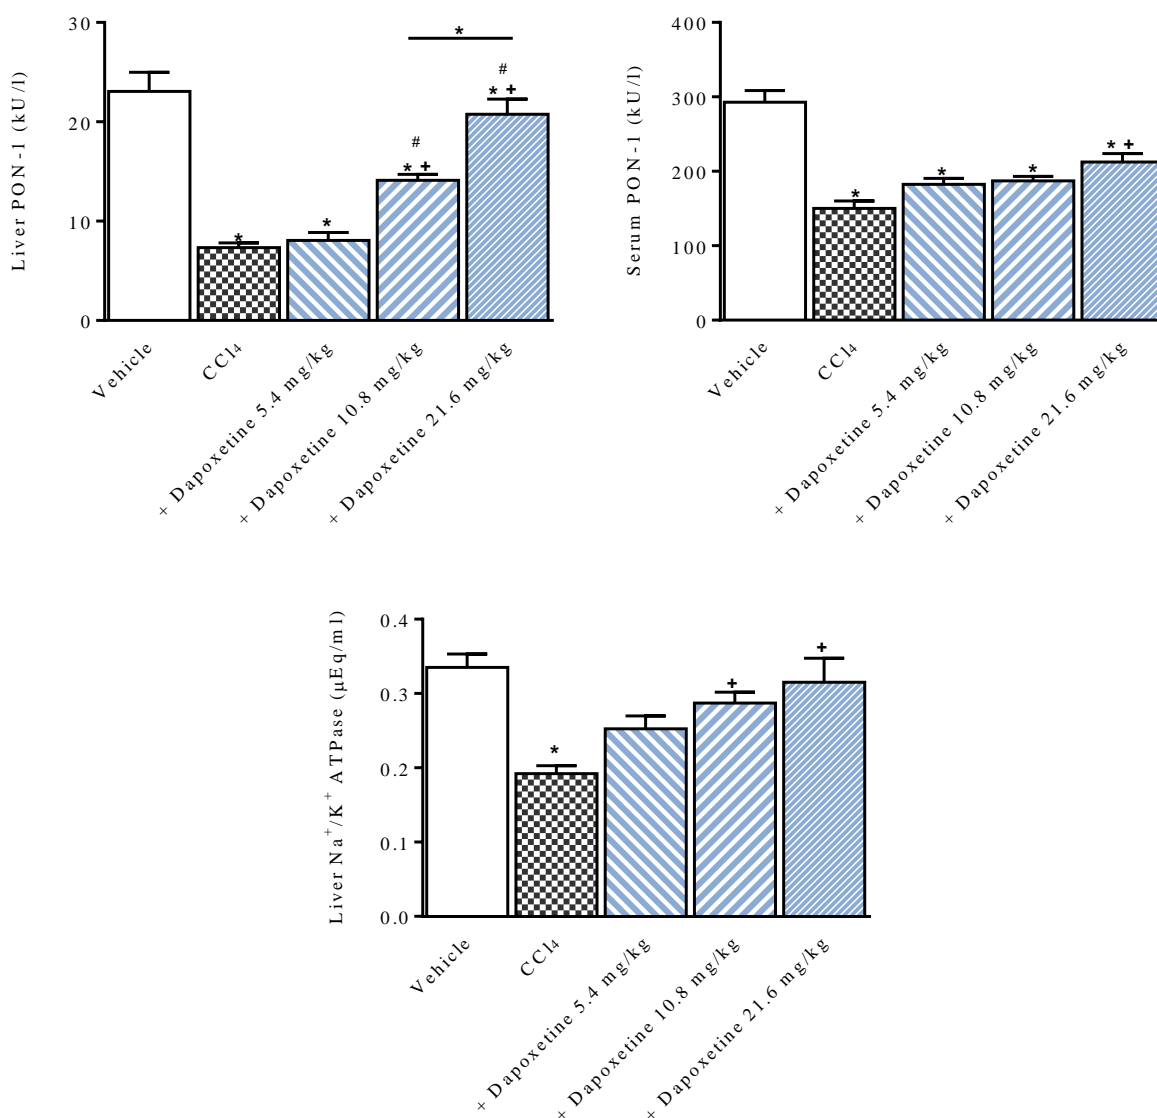 Liver PON-1 (kU/l)
30
20
10
0
*
#
* +
#
* +
*
*
Vehicle
CCl4
+ Dapoxetine 5.4 mg/kg
+ Dapoxetine 10.8 mg/kg
+ Dapoxetine 21.6 mg/kg
Serum PON-1 (kU/l)
400
300
200
100
0
*
*
*
* +
Vehicle
CCl4
+ Dapoxetine 5.4 mg/kg
+ Dapoxetine 10.8 mg/kg
+ Dapoxetine 21.6 mg/kg
Liver Na+/K+ ATPase (µEq/ml)
0.4
0.3
0.2
0.1
0.0
*
+
+
Vehicle
CCl4
+ Dapoxetine 5.4 mg/kg
+ Dapoxetine 10.8 mg/kg
+ Dapoxetine 21.6 mg/kg